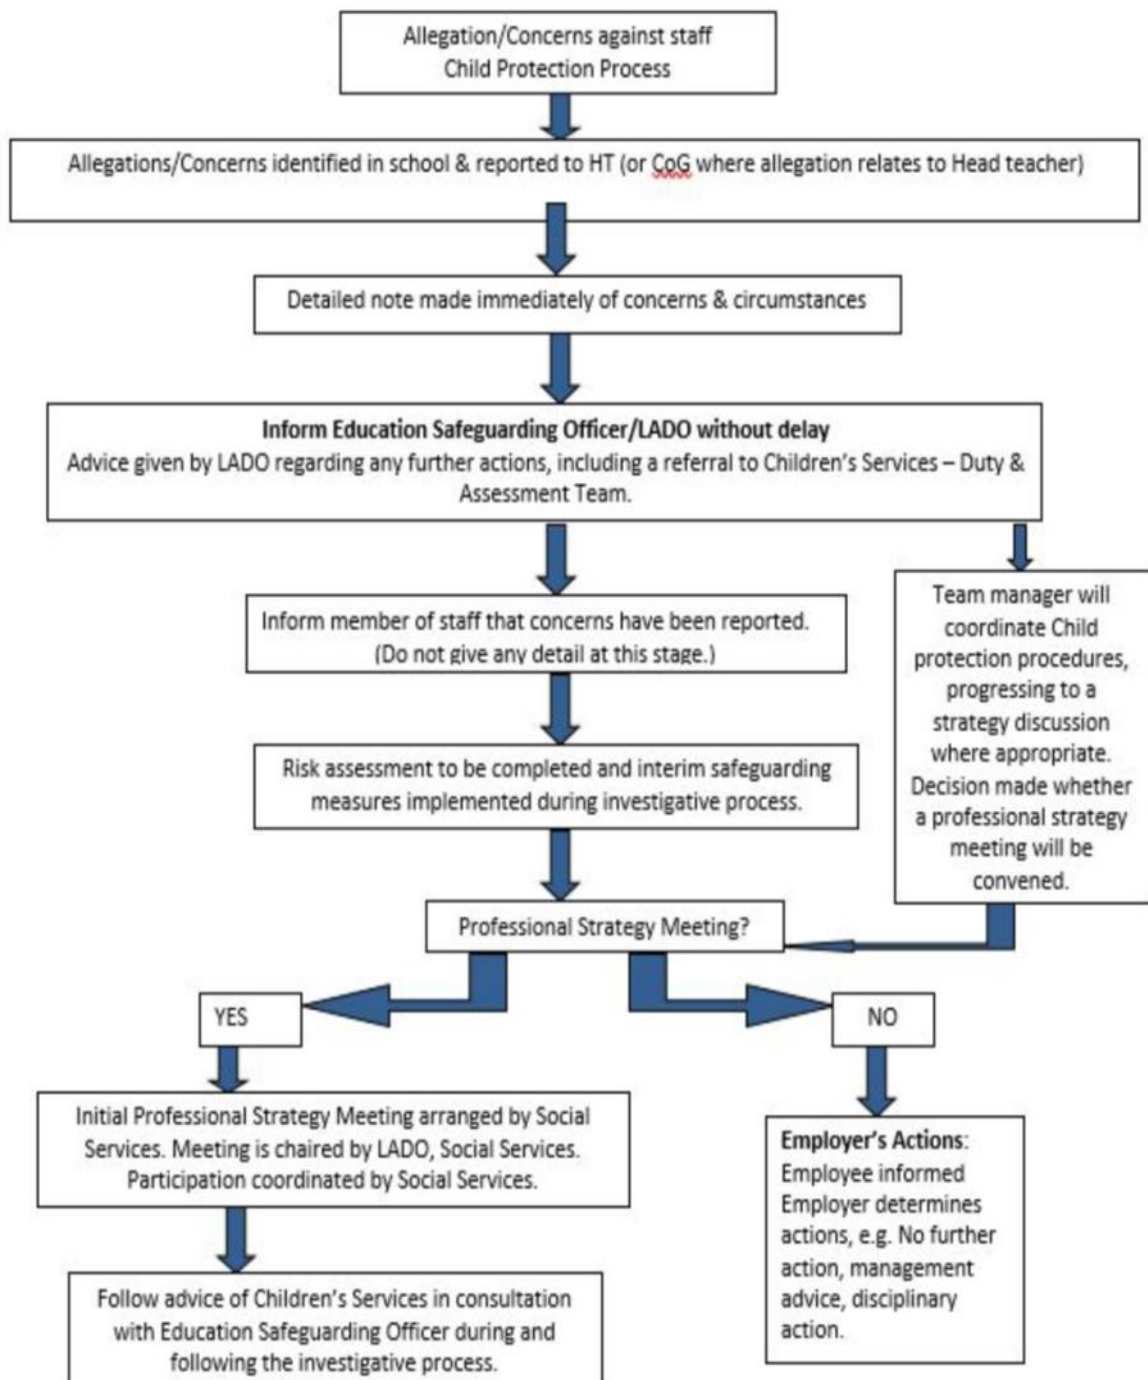 Allegation/Concerns against staff
Child Protection Process
Allegations/Concerns identified in school & reported to HT (or CoG where allegation relates to Head teacher)
Detailed note made immediately of concerns & circumstances
Inform Education Safeguarding Officer/LADO without delay
Advice given by LADO regarding any further actions, including a referral to Children's Services – Duty &
Assessment Team.
Inform member of staff that concerns have been reported.
(Do not give any detail at this stage.)
Team manager will
coordinate Child
protection procedures,
progressing to a
strategy discussion
where appropriate.
Decision made whether
a professional strategy
meeting will be
convened.
Risk assessment to be completed and interim safeguarding
measures implemented during investigative process.
Professional Strategy Meeting?
YES
NO
Initial Professional Strategy Meeting arranged by Social
Services. Meeting is chaired by LADO, Social Services.
Participation coordinated by Social Services.
Employer's Actions:
Employee informed
Employer determines
actions, e.g. No further
action, management
advice, disciplinary
action.
Follow advice of Children's Services in consultation
with Education Safeguarding Officer during and
following the investigative process.